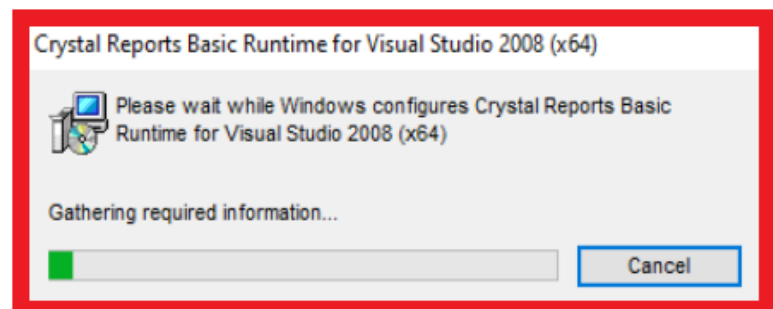 Crystal Reports Basic Runtime for Visual Studio 2008 (x64)
Please wait while Windows configures Crystal Reports Basic
Runtime for Visual Studio 2008 (x64)
Gathering required information...
Cancel